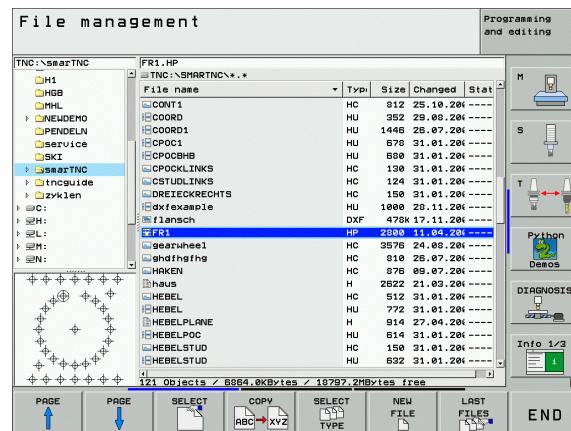 File management
Programming
and editing
TNC:\smarTNC
FR1.HP
TNC:\SMARTNC\*.*
File name Typ Size Changed Stat
H1
HGB
MHL
NEWDEMO
PENDELN
service
SKI
smarTNC
tncguide
zyklen
C:
H:
L:
M:
N:
CONT1 HC 812 25.10.20 ----
COORD HU 352 29.08.20 ----
COORD1 HU 1446 26.07.20 ----
CPOC1 HU 678 31.01.20 ----
CPOCBHB HU 680 31.01.20 ----
CPOCKLINKS HC 130 31.01.20 ----
CSTUDLINKS HC 124 31.01.20 ----
DREIECKRECHTS HC 150 31.01.20 ----
dxfexample HU 1000 28.11.20 ----
flansch DXF 478k 17.11.20 ----
FR1 HP 2800 11.04.20 ----
gearwheel HC 3576 24.08.20 ----
ghdfhgfhg HC 810 26.07.20 ----
HAKEN HC 876 09.07.20 ----
haus H 2622 21.03.20 ----
HEBEL HC 512 31.01.20 ----
HEBEL HU 772 31.01.20 ----
HEBELPLANE H 914 27.04.20 ----
HEBELPOC HU 614 31.01.20 ----
HEBELSTUD HC 150 31.01.20 ----
HEBELSTUD HU 632 31.01.20 ----
121 Objects / 6864.0KBytes / 18797.2MBytes free
M
S
T
Python
Demos
DIAGNOSIS
Info 1/3
PAGE
PAGE
SELECT
COPY
ABC XYZ
SELECT
TYPE
NEW
FILE
LAST
FILES
END